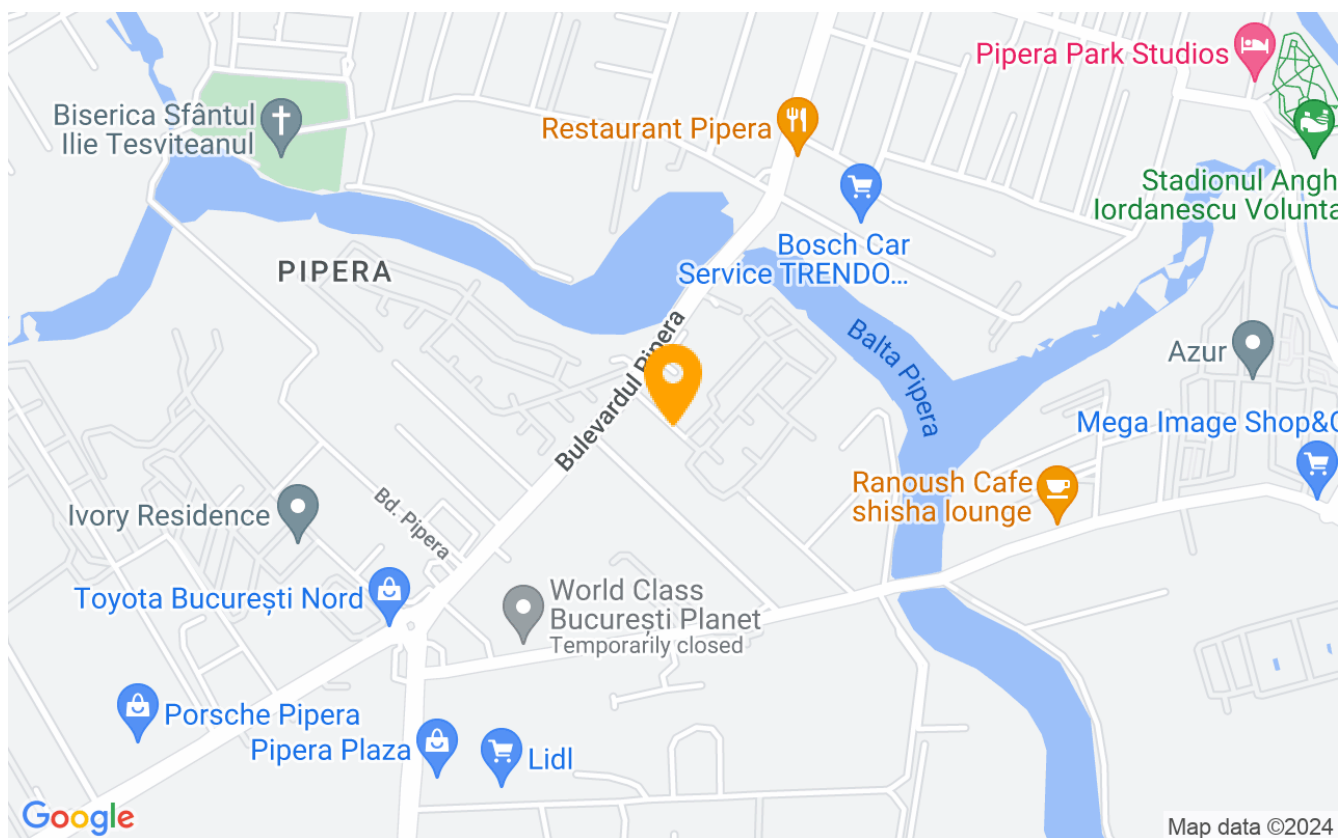 Pipera Park Studios
Biserica Sfântul
Ilie Tesviteanul
Restaurant Pipera
Stadionul Angh
Iordanescu Volunta
Bosch Car
Service TRENDO...
PIPERA
Balta Pipera
Azur
Bulevardul Pipera
Mega Image Shop&G
Ranoush Cafe
shisha lounge
Ivory Residence
Bd. Pipera
World Class
București Planet
Temporarily closed
Toyota București Nord
Porsche Pipera
Pipera Plaza
Lidl
Google
Map data ©2024